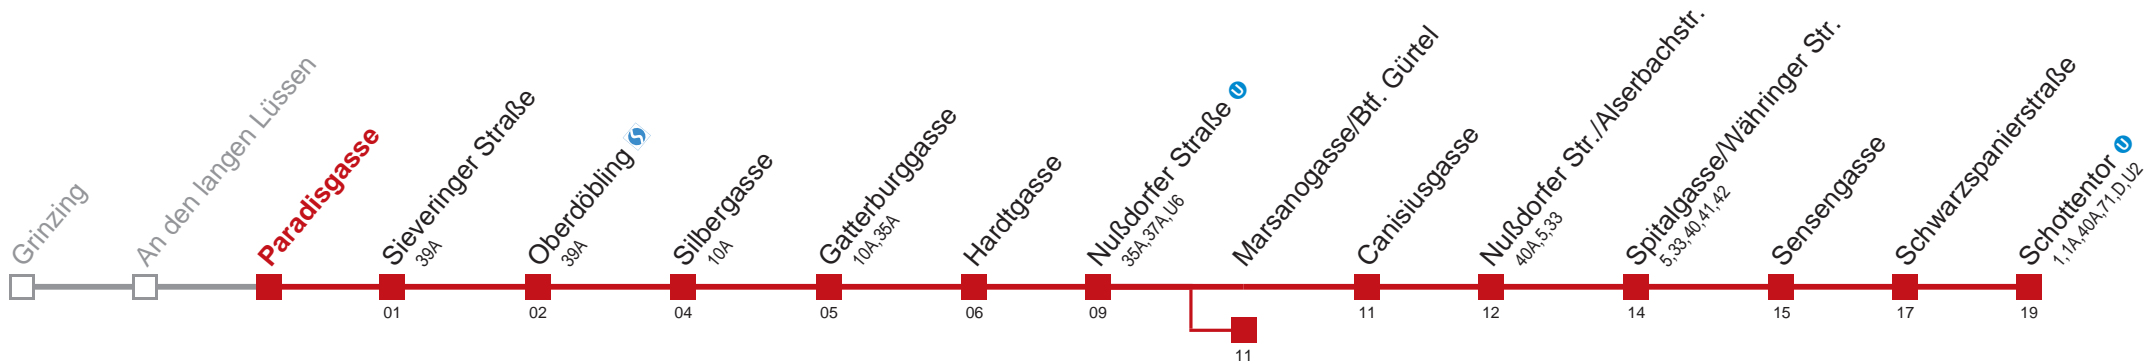 Grinzing
An den langen Lüssen
Paradisgasse
Sieveringer Straße
39A
01
Oberdöbling
39A
02
Silbergasse
10A
04
Gatterburggasse
10A,35A
05
Hardtgasse
06
Nußdorfer Straße U
35A,37A,U6
09
Marsanogasse/Btf. Gürtel
11
Canisiusgasse
11
Nußdorfer Str./Alserbachstr.
40A,5,33
12
Spitalgasse/Währinger Str.
5,33,40,41,42
14
Sensengasse
15
Schwarzspanierstraße
17
Schottentor U
1,1A,40A,71,D,U2
19